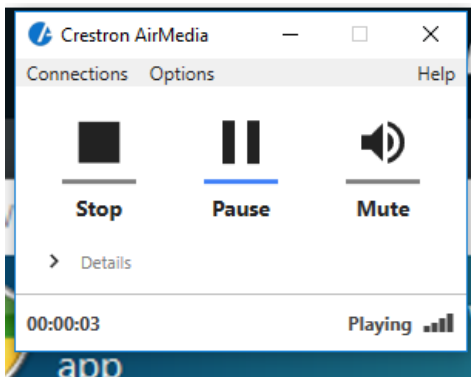 Crestron AirMedia
Connections Options Help
Stop Pause Mute
Details
00:00:03 Playing
app